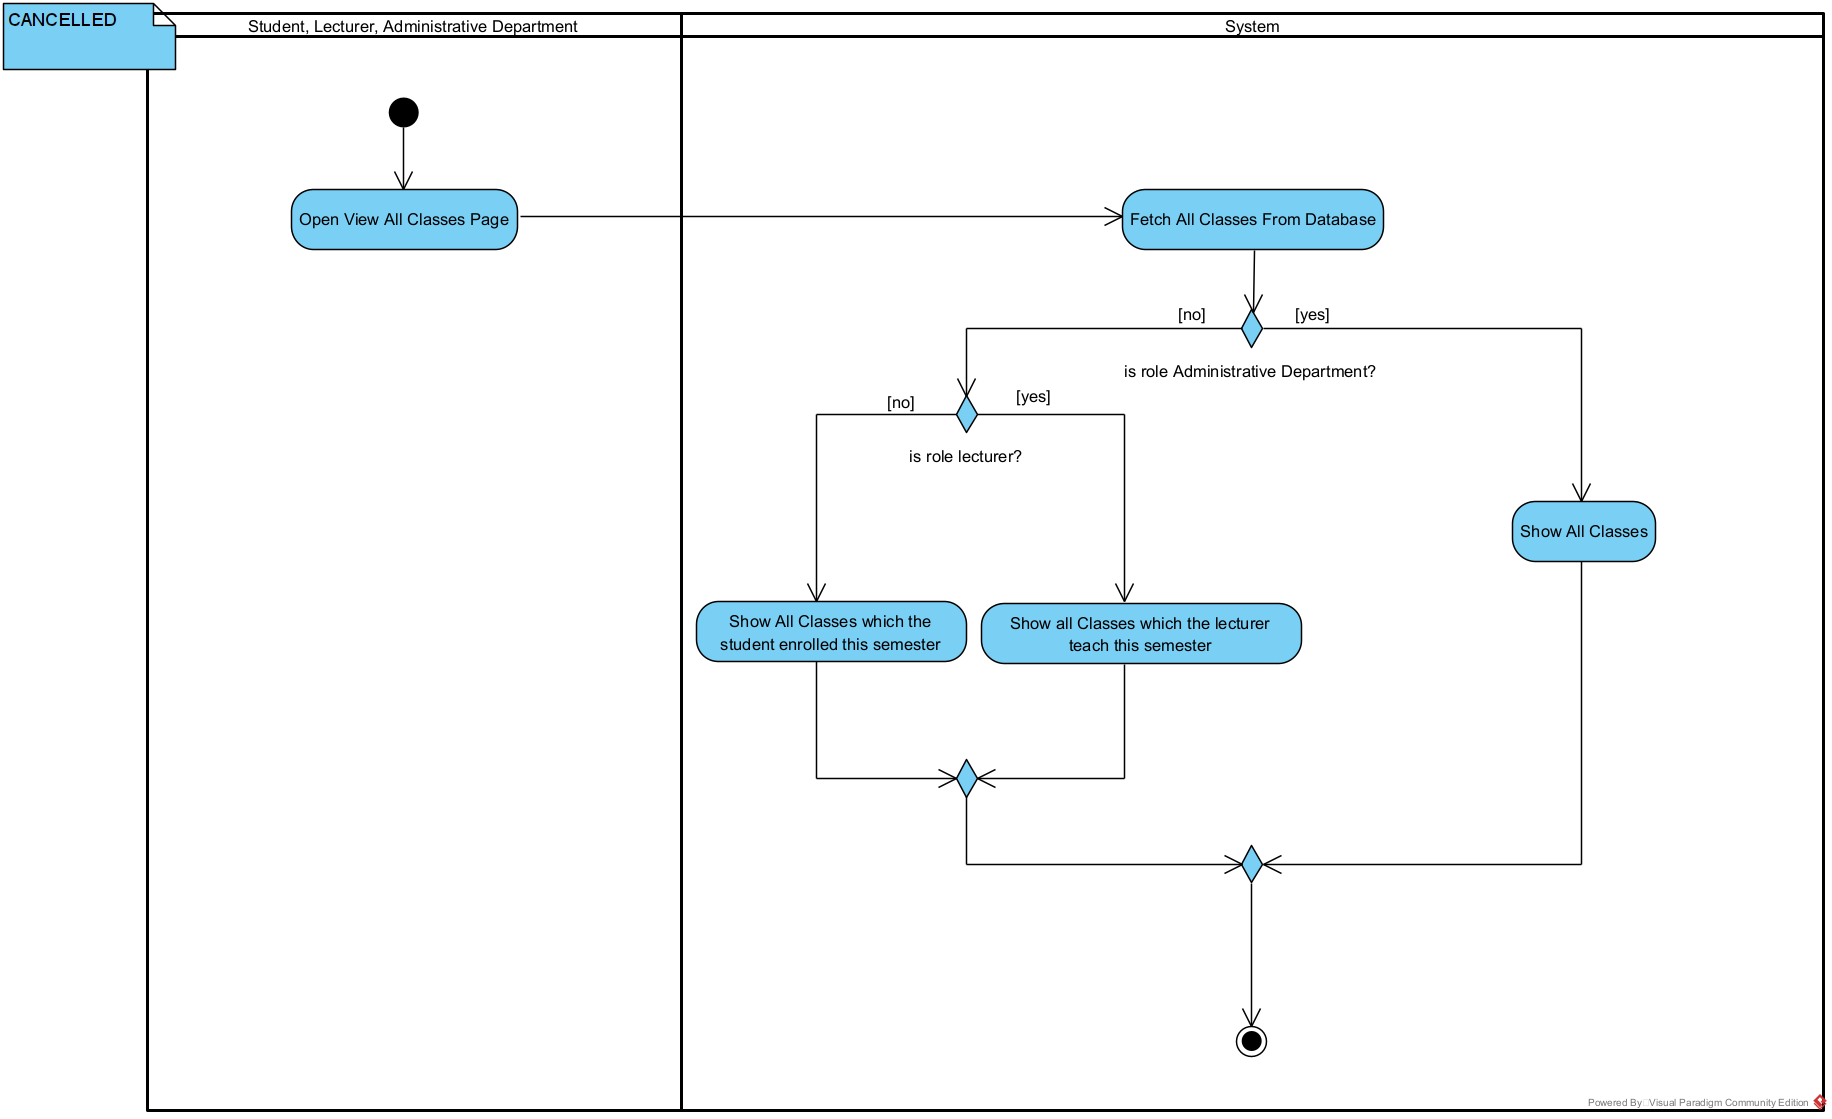 CANCELLED
Student, Lecturer, Administrative Department
System
Open View All Classes Page
Fetch All Classes From Database
[no]
[yes]
is role Administrative Department?
[no]
[yes]
is role lecturer?
Show All Classes
Show All Classes which the
student enrolled this semester
Show all Classes which the lecturer
teach this semester
Powered By Visual Paradigm Community Edition